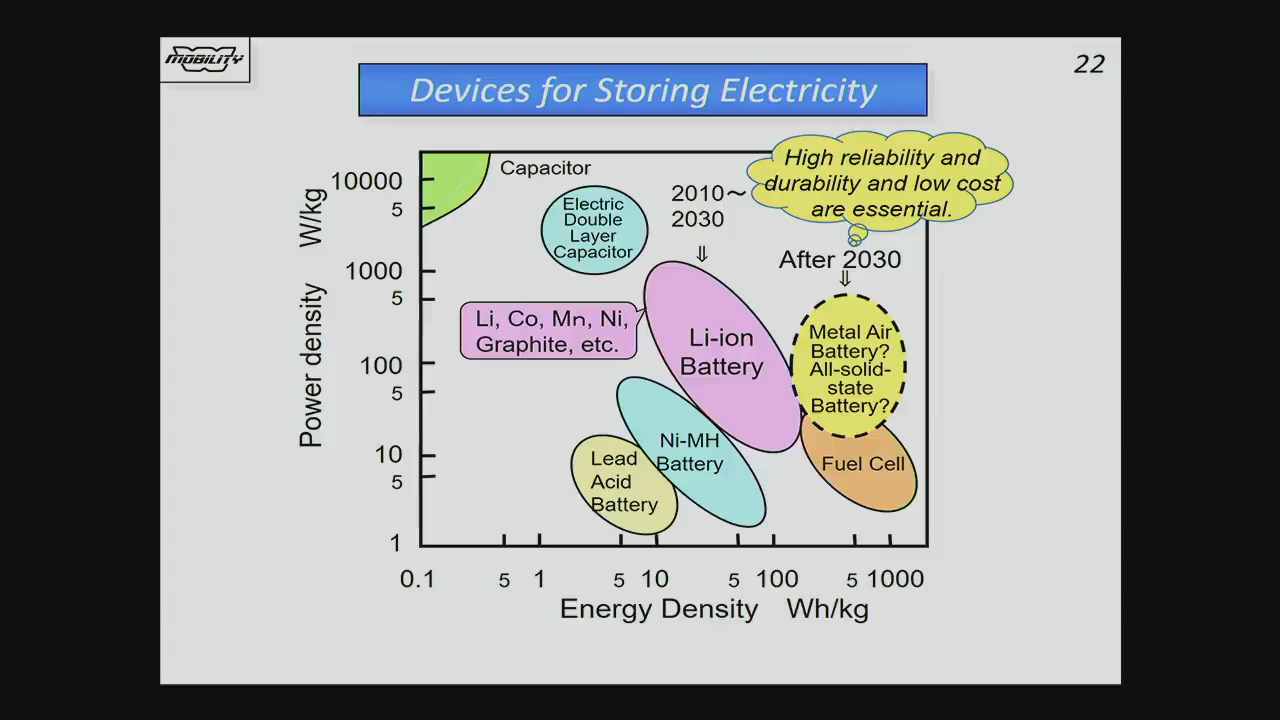 MOBILITY
22
Devices for Storing Electricity
High reliability and
durability and low cost
are essential.
Capacitor
Electric
Double
Layer
Capacitor
2010～
2030
⇓
After 2030
⇓
Li, Co, Mn, Ni,
Graphite, etc.
Li-ion
Battery
Metal Air
Battery?
All-solid-
state
Battery?
Ni-MH
Battery
Lead
Acid
Battery
Fuel Cell
Power density W/kg
10000
5
1000
5
100
5
10
5
1
0.1 5 1 5 10 5 100 5 1000
Energy Density Wh/kg